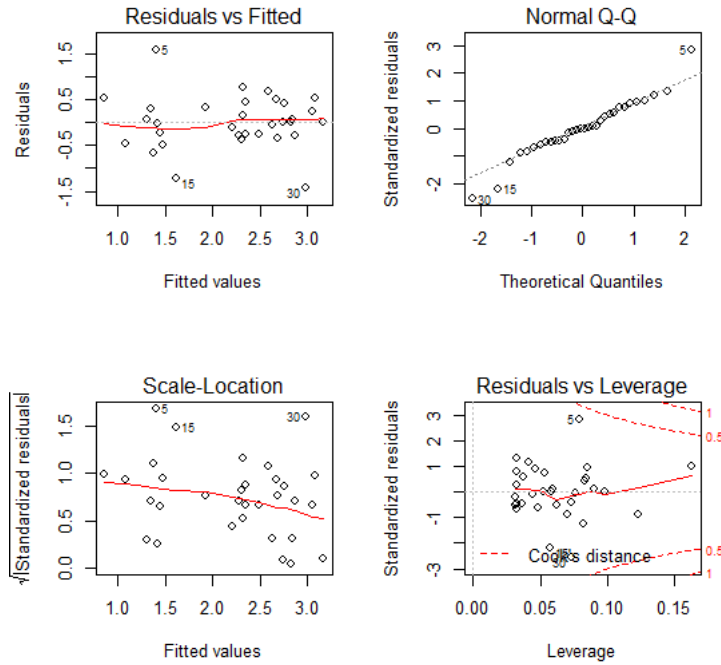 Residuals vs Fitted
Residuals
1.5
0.5
-0.5
-1.5
5
15
30
1.0 1.5 2.0 2.5 3.0
Fitted values
Normal Q-Q
Standardized residuals
3
2
1
0
-2
5
15
30
-2 -1 0 1 2
Theoretical Quantiles
Scale-Location
√|Standardized residuals|
1.5
1.0
0.5
0.0
5
15
30
1.0 1.5 2.0 2.5 3.0
Fitted values
Residuals vs Leverage
Standardized residuals
3
2
1
-1
-3
5
30
1
0.5
0.5
1
Cook's distance
0.00 0.05 0.10 0.15
Leverage